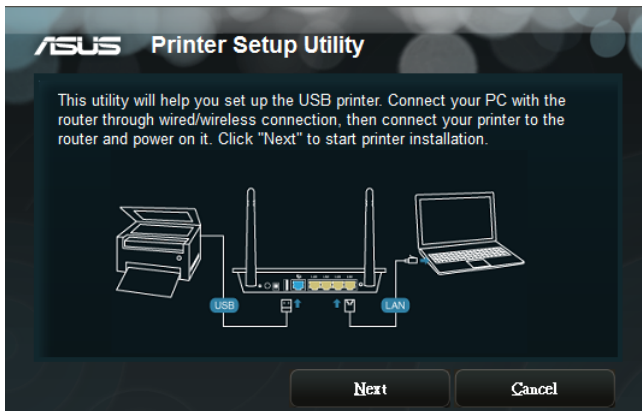 ASUS Printer Setup Utility
This utility will help you set up the USB printer. Connect your PC with the
router through wired/wireless connection, then connect your printer to the
router and power on it. Click "Next" to start printer installation.
USB
LAN
Next
Cancel